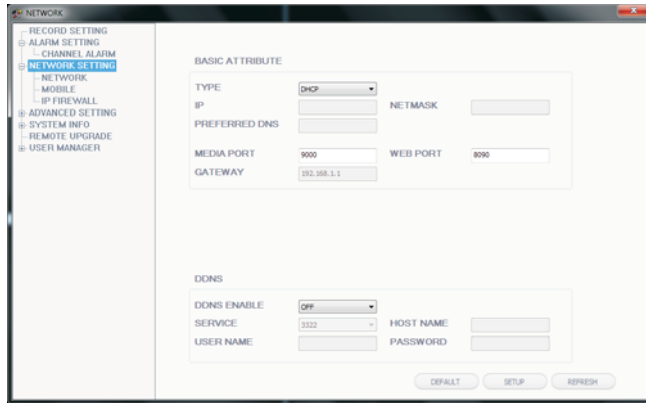 NETWORK
RECORD SETTING
ALARM SETTING
CHANNEL ALARM
NETWORK SETTING
NETWORK
MOBILE
IP FIREWALL
ADVANCED SETTING
SYSTEM INFO
REMOTE UPGRADE
USER MANAGER
BASIC ATTRIBUTE
TYPE DHCP
IP NETMASK
PREFERRED DNS
MEDIA PORT 9000 WEB PORT 8090
GATEWAY 192.168.1.1
DDNS
DDNS ENABLE OFF
SERVICE 3322 HOST NAME
USER NAME PASSWORD
DEFAULT SETUP REFRESH